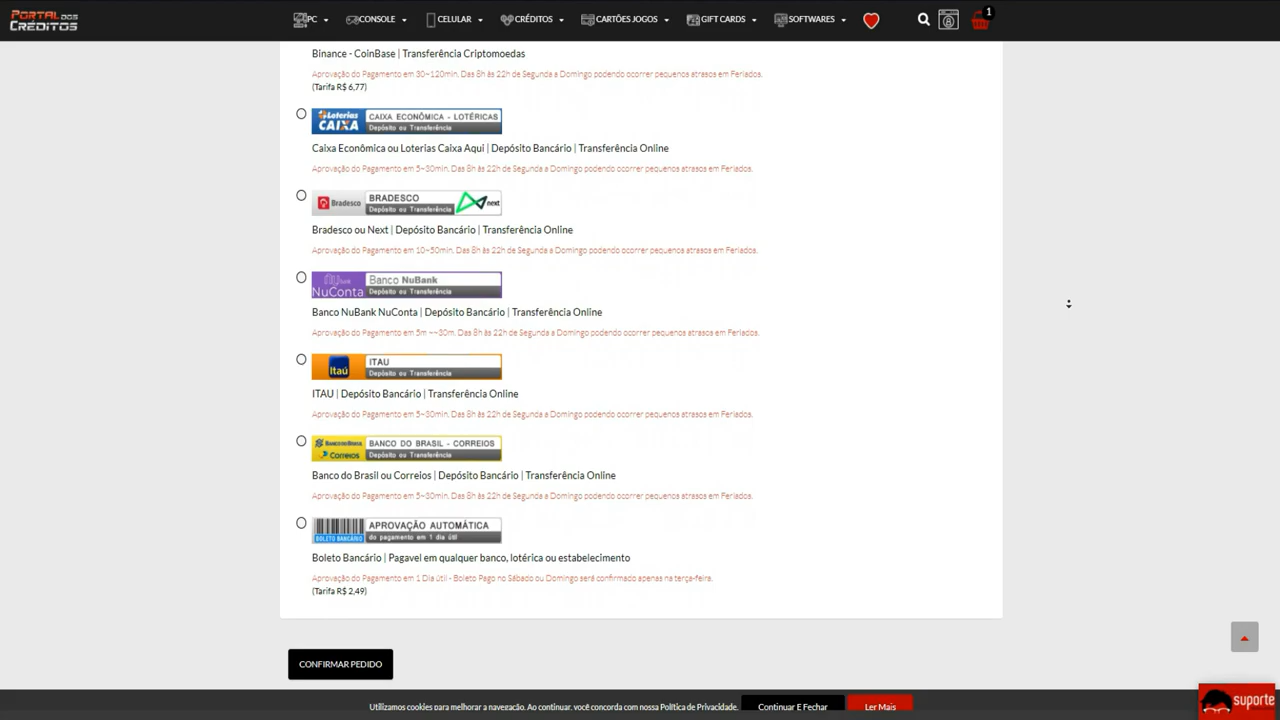 PORTAL DOS CRÉDITOS
PC
CONSOLE
CELULAR
CRÉDITOS
CARTÕES JOGOS
GIFT CARDS
SOFTWARES
1
Binance - CoinBase | Transferência Criptomoedas
Aprovação do Pagamento em 30~120min. Das 8h às 22h de Segunda a Domingo podendo ocorrer pequenos atrasos em Feriados.
(Tarifa R$ 6,77)
Loterias CAIXA
CAIXA ECONÔMICA - LOTÉRICAS
Depósito ou Transferência
Caixa Econômica ou Loterias Caixa Aqui | Depósito Bancário | Transferência Online
Aprovação do Pagamento em 5~30min. Das 8h às 22h de Segunda a Domingo podendo ocorrer pequenos atrasos em Feriados.
Bradesco
BRADESCO
Depósito ou Transferência
next
Bradesco ou Next | Depósito Bancário | Transferência Online
Aprovação do Pagamento em 10~50min. Das 8h às 22h de Segunda a Domingo podendo ocorrer pequenos atrasos em Feriados.
NuConta
Banco NuBank
Depósito ou Transferência
Banco NuBank NuConta | Depósito Bancário | Transferência Online
Aprovação do Pagamento em 5m ~~30m. Das 8h às 22h de Segunda a Domingo podendo ocorrer pequenos atrasos em Feriados.
Itaú
ITAU
Depósito ou Transferência
ITAU | Depósito Bancário | Transferência Online
Aprovação do Pagamento em 5~30min. Das 8h às 22h de Segunda a Domingo podendo ocorrer pequenos atrasos em Feriados.
BANCO DO BRASIL
Correios
BANCO DO BRASIL - CORREIOS
Depósito ou Transferência
Banco do Brasil ou Correios | Depósito Bancário | Transferência Online
Aprovação do Pagamento em 5~30min. Das 8h às 22h de Segunda a Domingo podendo ocorrer pequenos atrasos em Feriados.
BOLETO BANCÁRIO
APROVAÇÃO AUTOMÁTICA
do pagamento em 1 dia útil
Boleto Bancário | Pagavel em qualquer banco, lotérica ou estabelecimento
Aprovação do Pagamento em 1 Dia útil - Boleto Pago no Sábado ou Domingo será confirmado apenas na terça-feira.
(Tarifa R$ 2,49)
CONFIRMAR PEDIDO
Utilizamos cookies para melhorar a navegação. Ao continuar, você concorda com nossa Política de Privacidade.
Continuar E Fechar
Ler Mais
suporte